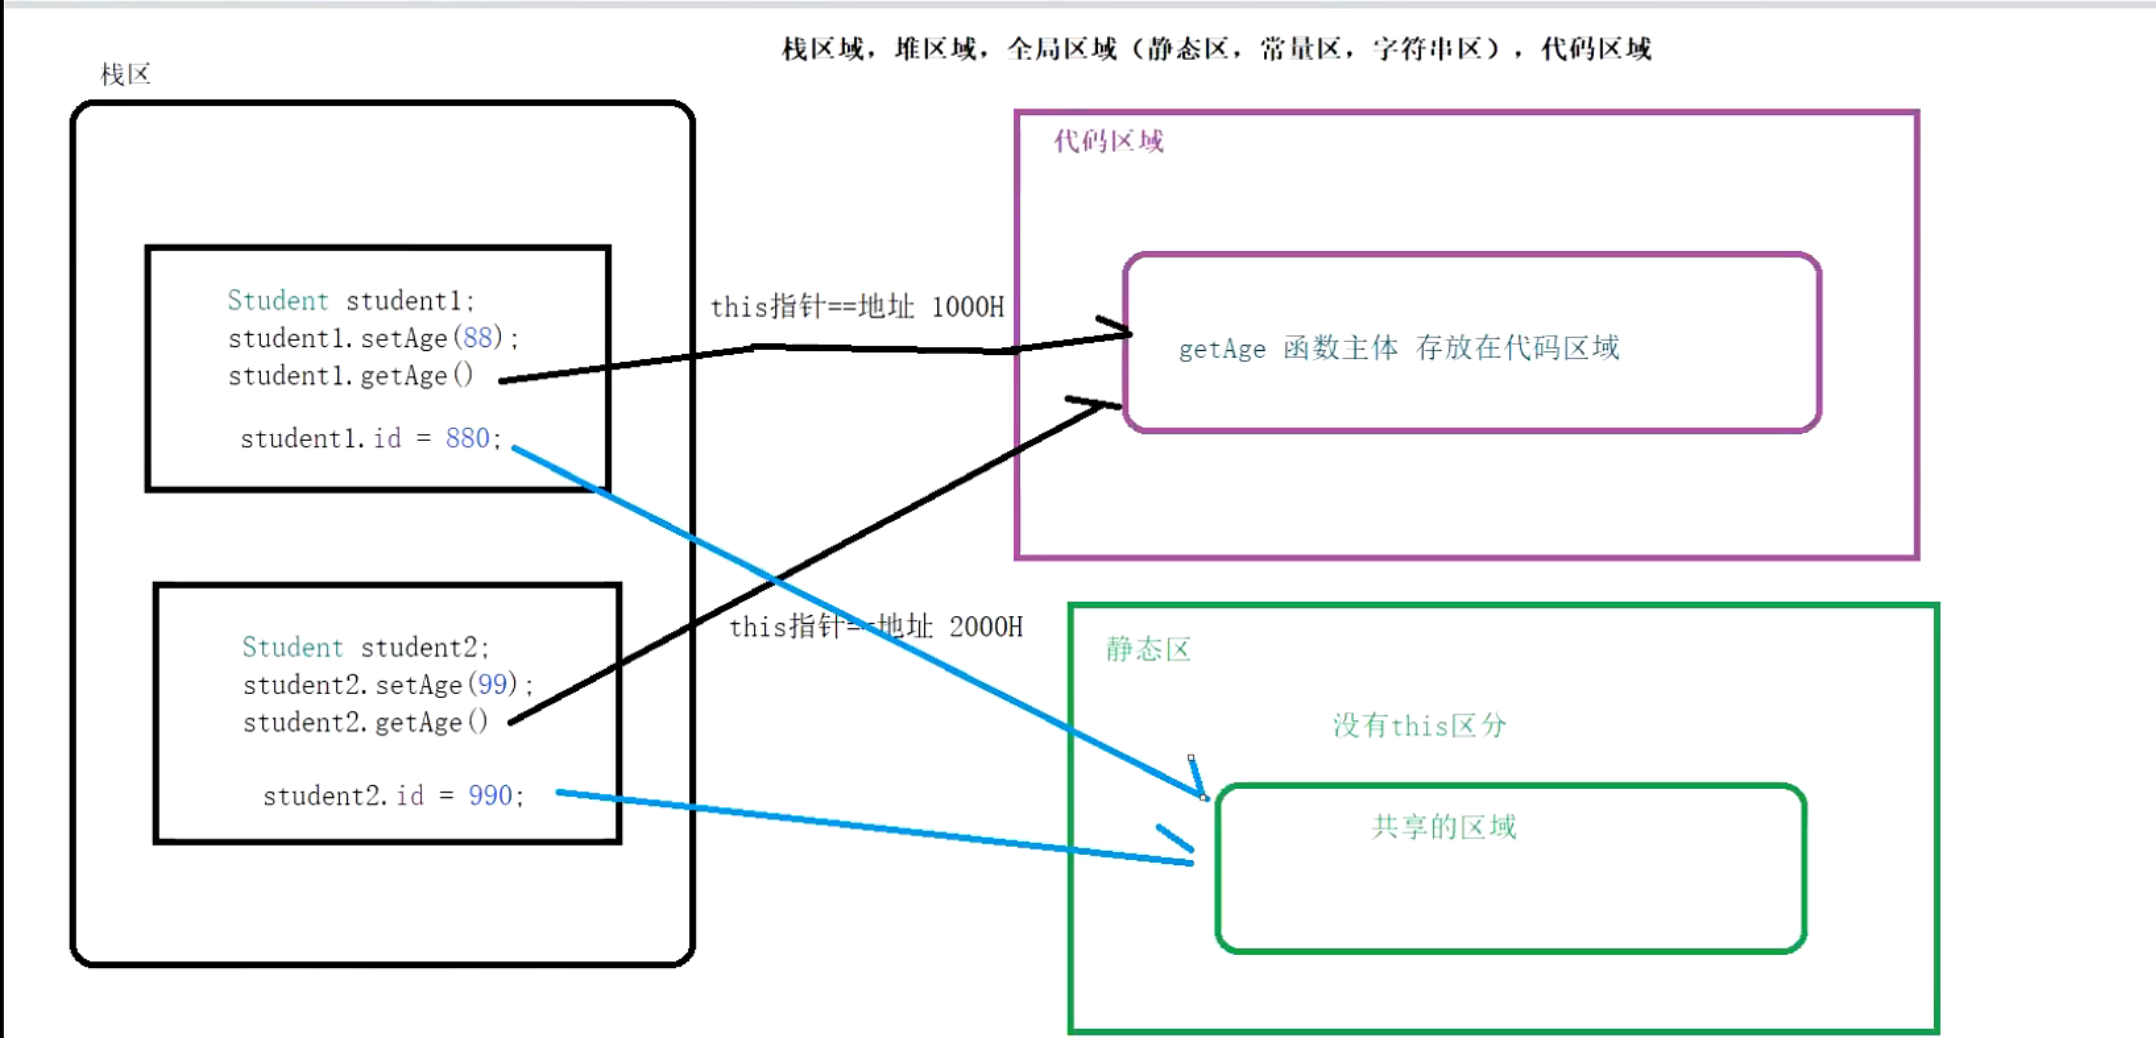 栈区域，堆区域，全局区域（静态区，常量区，字符串区），代码区域
栈区
Student student1;
student1.setAge(88);
student1.getAge()
student1.id = 880;
Student student2;
student2.setAge(99);
student2.getAge()
student2.id = 990;
this指针==地址 1000H
this指针==地址 2000H
代码区域
getAge 函数主体 存放在代码区域
静态区
没有this区分
共享的区域